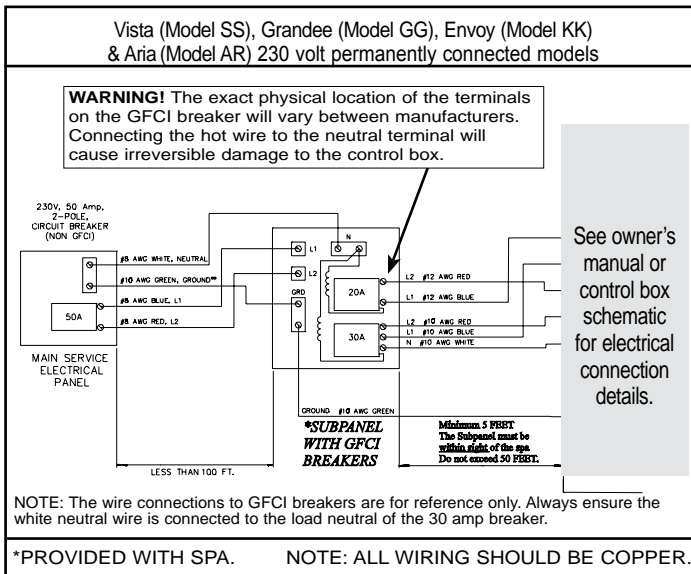 Vista (Model SS), Grandee (Model GG), Envoy (Model KK)
& Aria (Model AR) 230 volt permanently connected models
WARNING! The exact physical location of the terminals
on the GFCI breaker will vary between manufacturers.
Connecting the hot wire to the neutral terminal will
cause irreversible damage to the control box.
230V, 50 Amp,
2-POLE,
CIRCUIT BREAKER
(NON GFCI)
#8 AWG WHITE, NEUTRAL
#10 AWG GREEN, GROUND**
#8 AWG BLUE, L1
#8 AWG RED, L2
50A
MAIN SERVICE
ELECTRICAL
PANEL
N
L1
L2
GRD
20A
30A
L2 #12 AWG RED
L1 #12 AWG BLUE
L2 #10 AWG RED
L1 #10 AWG BLUE
N #10 AWG WHITE
GROUND #10 AWG GREEN
See owner's
manual or
control box
schematic
for electrical
connection
details.
*SUBPANEL
WITH GFCI
BREAKERS
Minimum 5 FEET
The Subpanel must be
within sight of the spa.
Do not exceed 50 FEET.
LESS THAN 100 FT.
NOTE: The wire connections to GFCI breakers are for reference only. Always ensure the
white neutral wire is connected to the load neutral of the 30 amp breaker.
*PROVIDED WITH SPA. NOTE: ALL WIRING SHOULD BE COPPER.